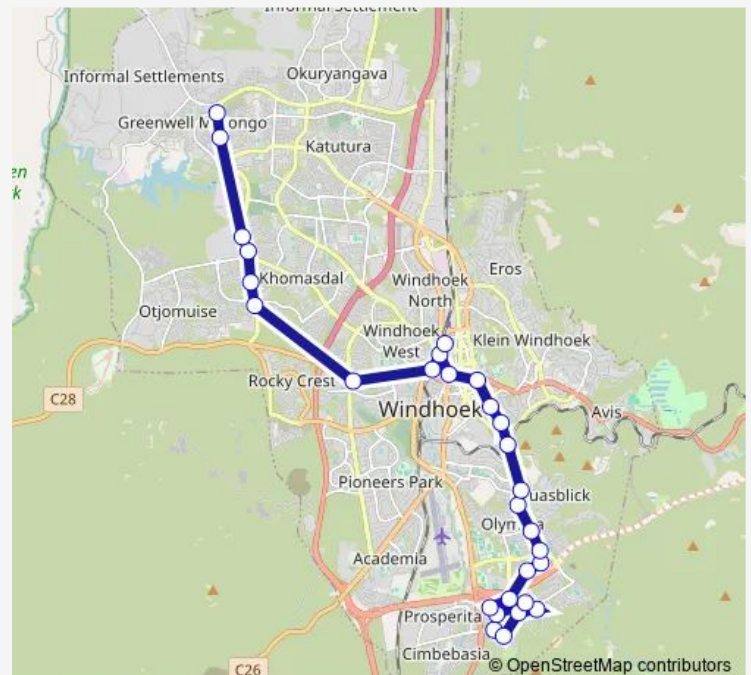 Informal Settlement
Informal Settlements
Okuryangava
Greenwell M ongo
Katutura
en
k
Khomasdal
Otjomuise
Windhoek
North
Eros
Windhoek
West
Klein Windhoek
C28
Rocky Crest
Windhoek
Avis
Pioneers Park
uasblick
Olym a
Academia
Prosperita
Cimbebasia
C26
© OpenStreetMap contributors